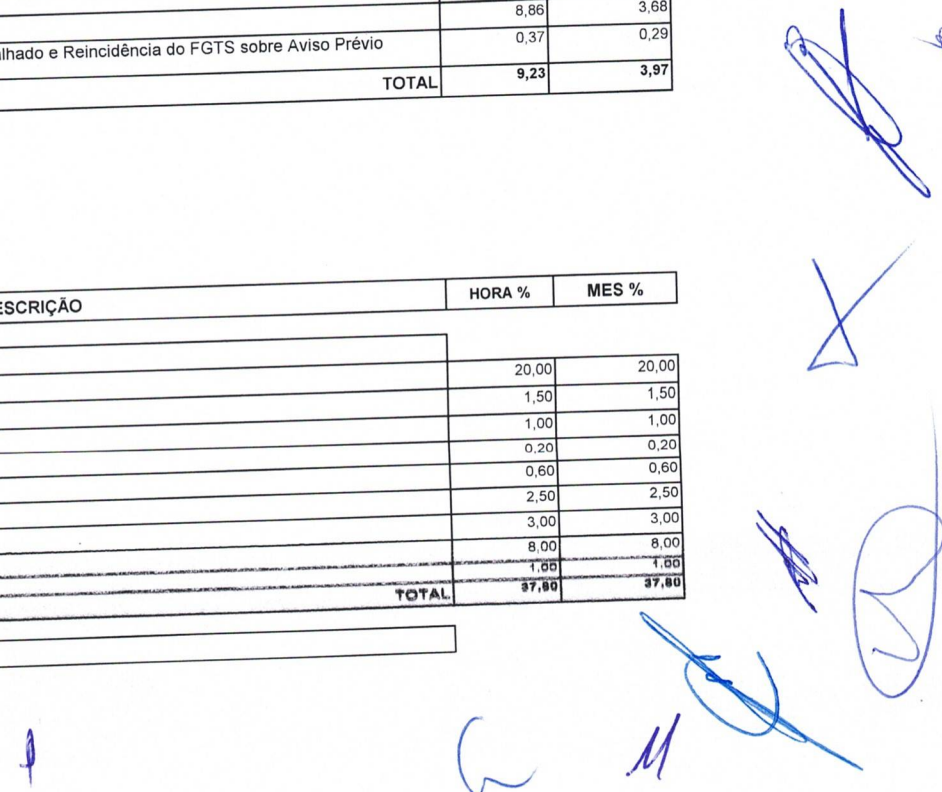 8,86 3,68
lhado e Reincidência do FGTS sobre Aviso Prévio 0,37 0,29
TOTAL 9,23 3,97
ESCRIÇÃO HORA % MES %
20,00 20,00
1,50 1,50
1,00 1,00
0,20 0,20
0,60 0,60
2,50 2,50
3,00 3,00
8,00 8,00
1,00 1,00
TOTAL 37,80 37,80